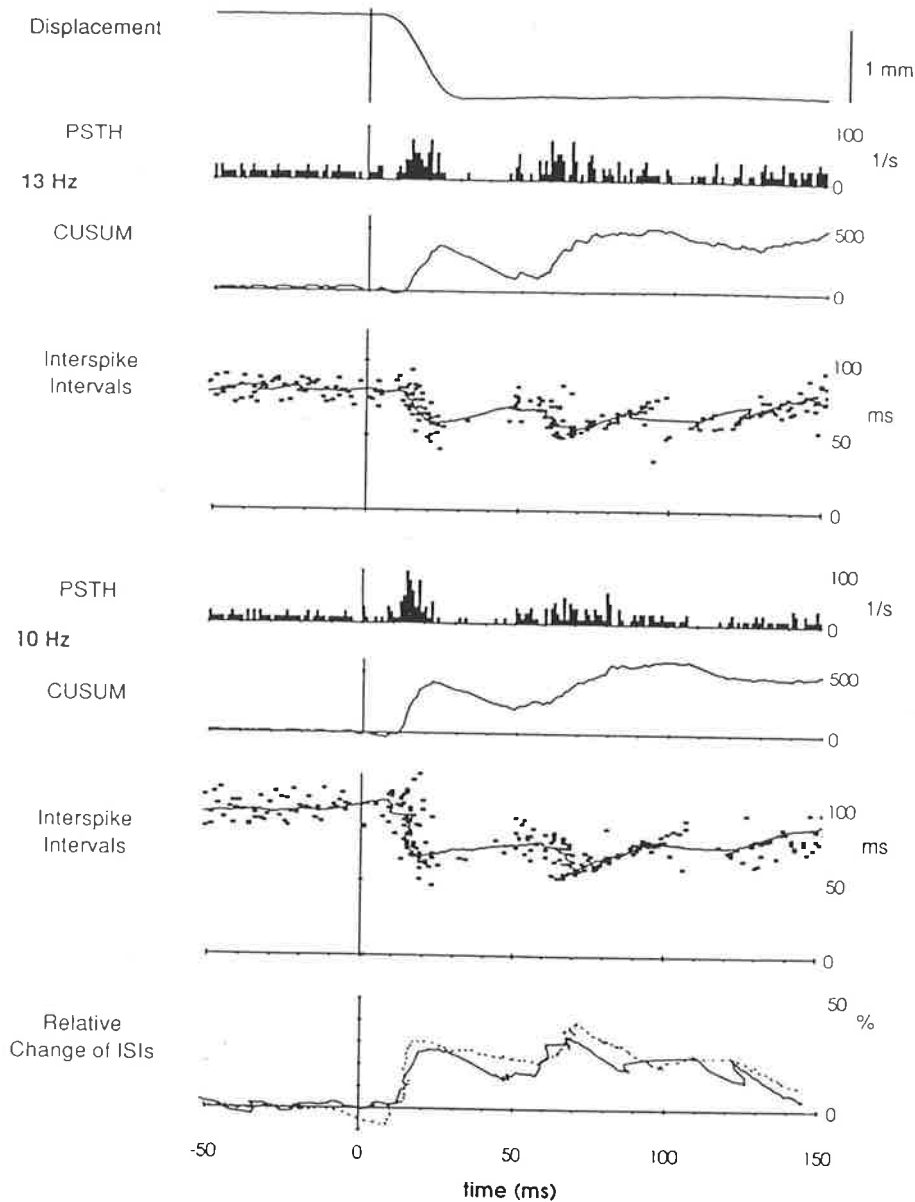 Displacement
1 mm
PSTH
100
1/s
13 Hz
0
CUSUM
500
0
Interspike
Intervals
100
ms
50
0
PSTH
100
1/s
10 Hz
0
CUSUM
500
0
Interspike
Intervals
100
ms
50
0
50
%
Relative
Change of ISIs
0
-50
0
50
100
150
time (ms)